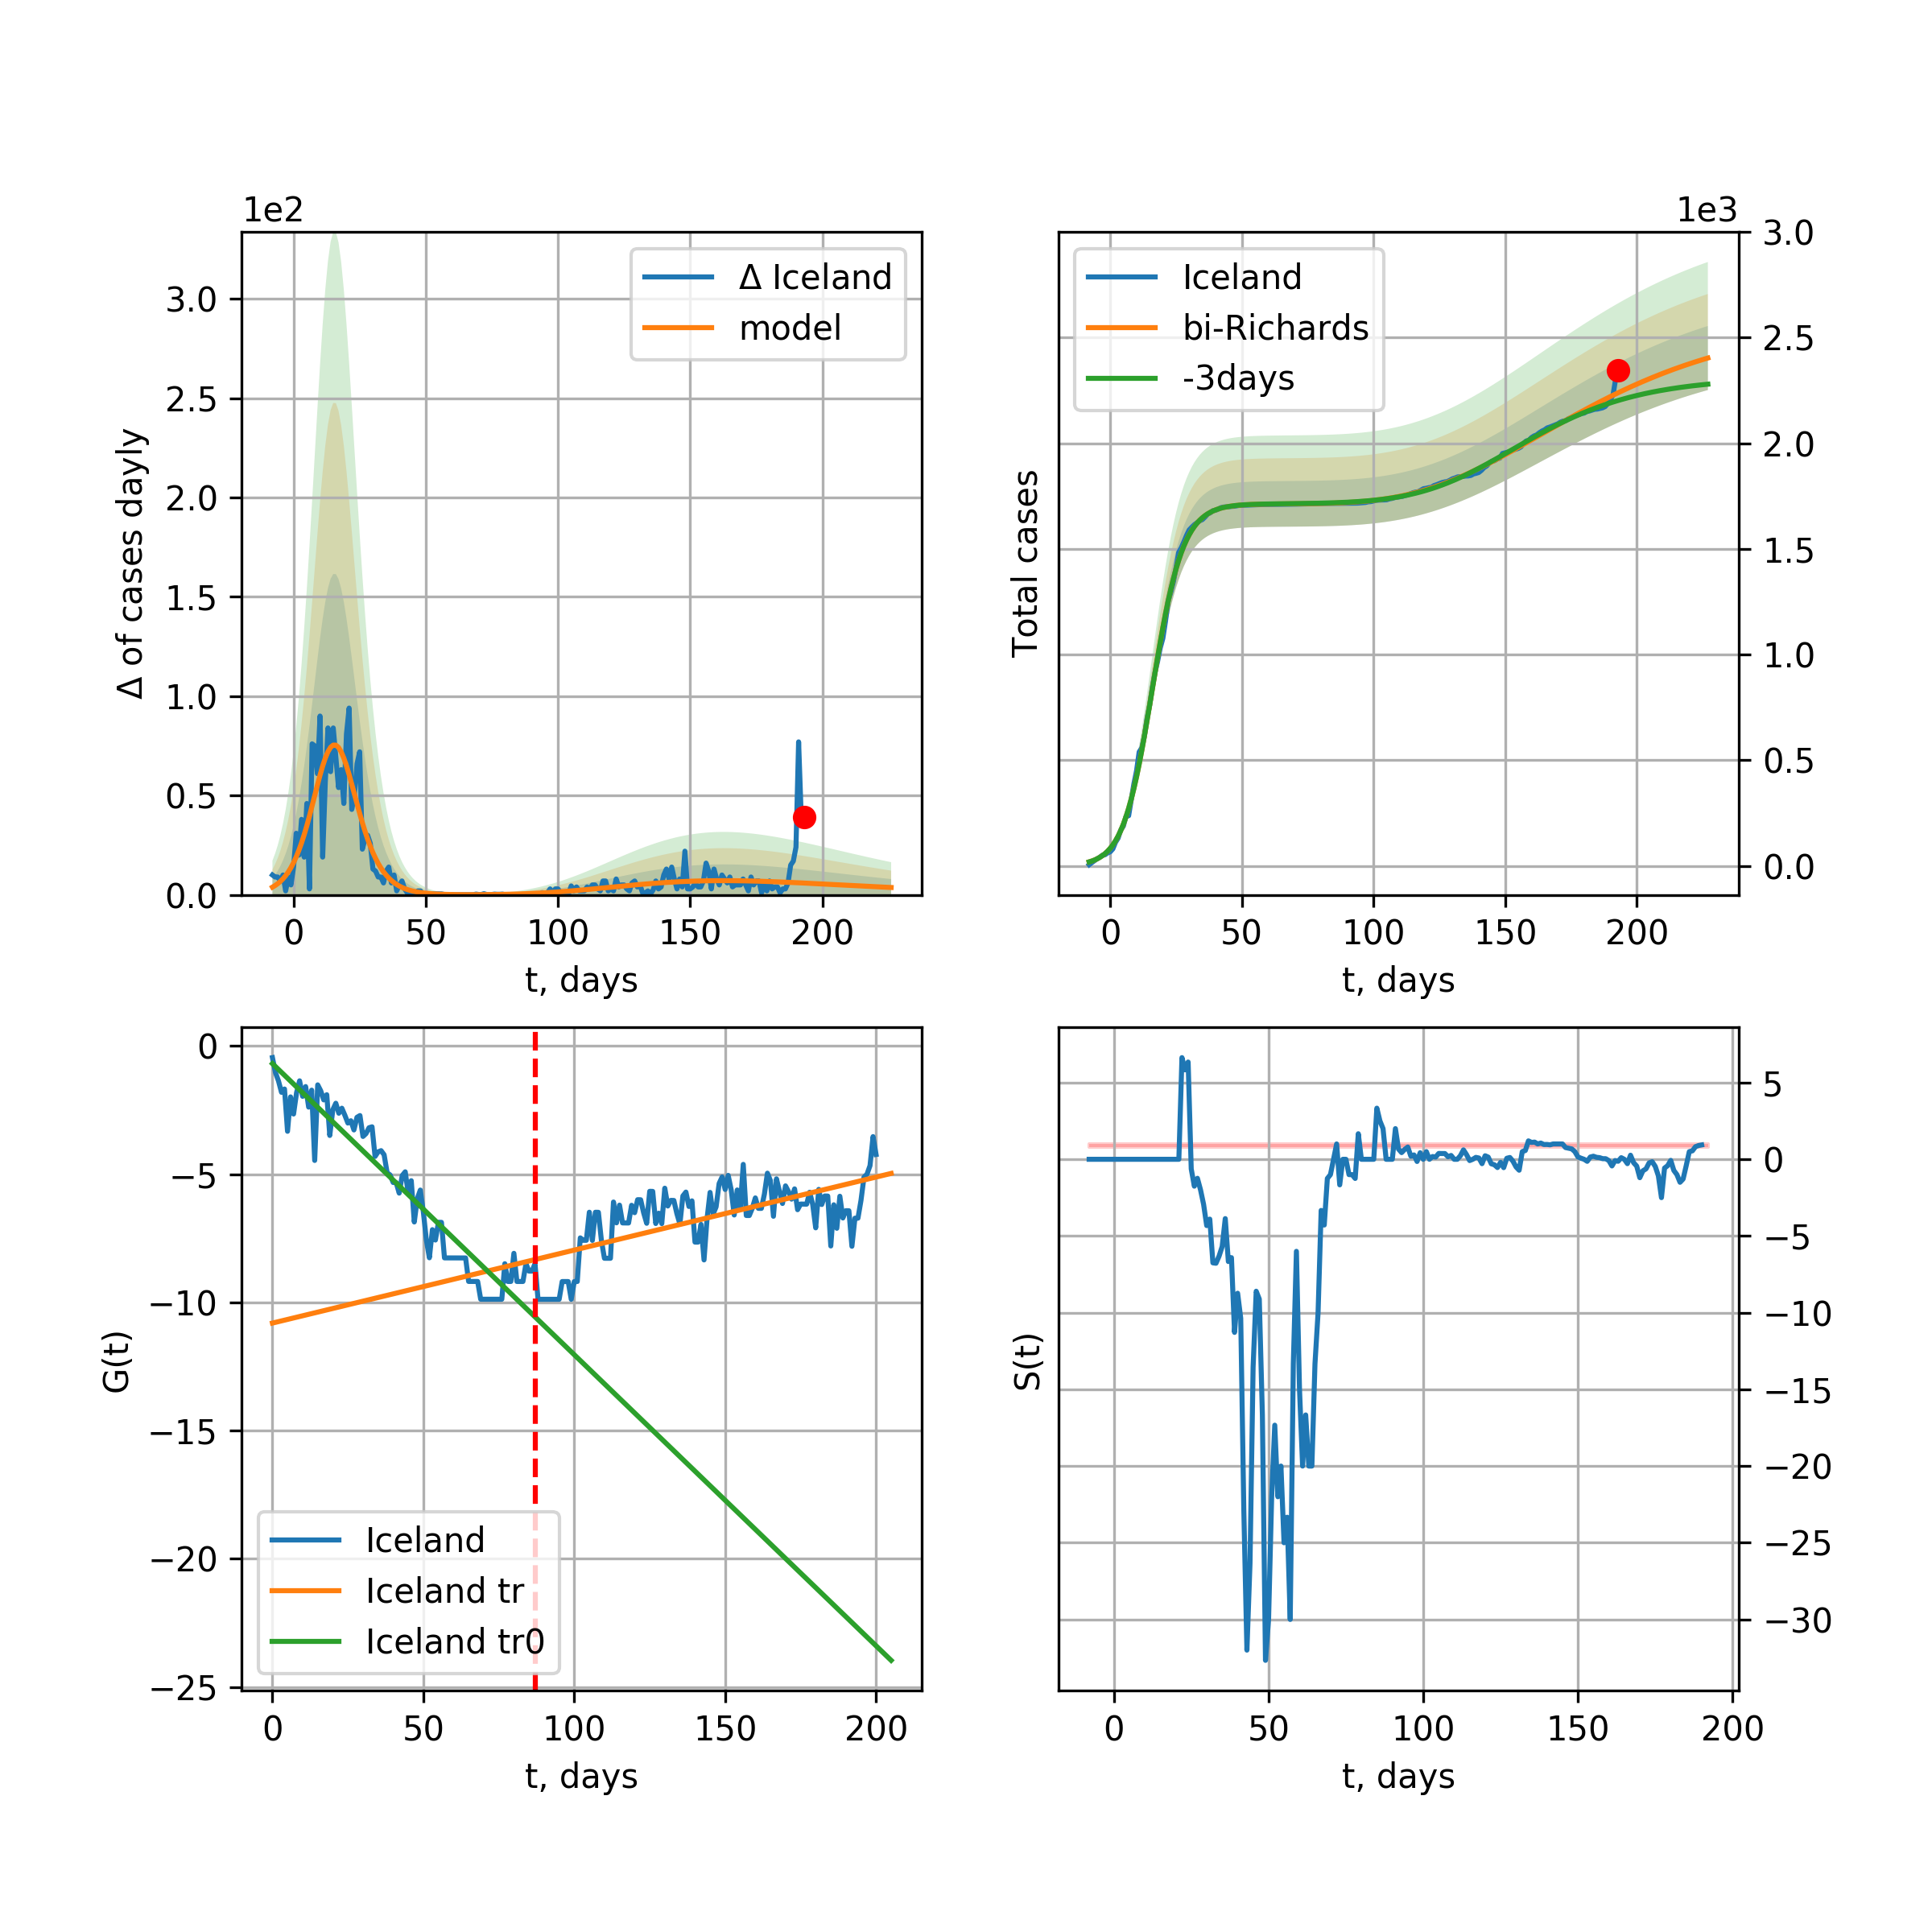 1e2
Δ of cases dayly
3.0
2.5
2.0
1.5
1.0
0.5
0.0
0 50 100 150 200
t, days
Δ Iceland
model
1e3
Total cases
3.0
2.5
2.0
1.5
1.0
0.5
0.0
0 50 100 150 200
t, days
Iceland
bi-Richards
-3days
G(t)
0
−5
−10
−15
−20
−25
0 50 100 150 200
t, days
Iceland
Iceland tr
Iceland tr0
S(t)
5
0
−5
−10
−15
−20
−25
−30
0 50 100 150 200
t, days